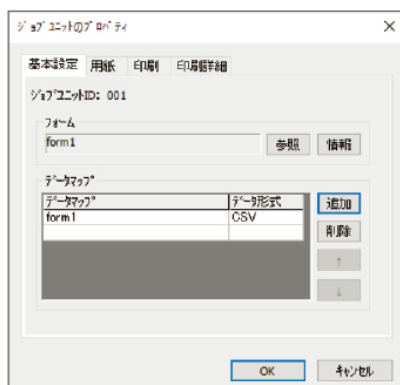 ｼﾞｮﾌﾞﾕﾆｯﾄのﾌﾟﾛﾊﾟﾃｨ
基本設定 用紙 印刷 印刷詳細
ｼﾞｮﾌﾞﾕﾆｯﾄID: 001
ﾌｫｰﾑ
form1 参照 情報
ﾃﾞｰﾀﾏｯﾌﾟ
ﾃﾞｰﾀﾏｯﾌﾟ ﾃﾞｰﾀ形式 追加
form1 CSV
削除
↑
↓
OK ｷｬﾝｾﾙ